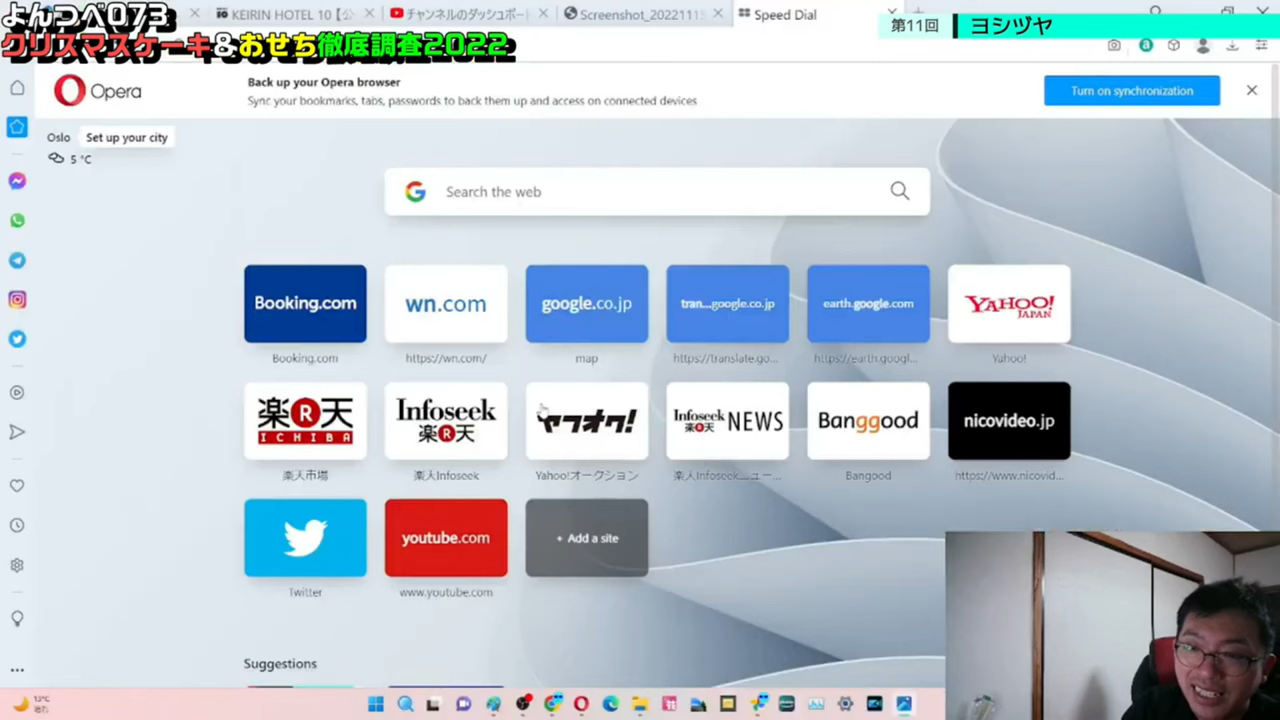 よんつべ073
KEIRIN HOTEL 10【公
チャンネルのダッシュボー
Screenshot_2022111
Speed Dial
第11回
ヨシヅヤ
クリスマスケーキ&おせち徹底調査2022
Opera
Back up your Opera browser
Sync your bookmarks, tabs, passwords to back them up and access on connected devices
Turn on synchronization
Oslo
Set up your city
5 °C
Search the web
Booking.com
wn.com
google.co.jp
tran...google.co.jp
earth.google.com
YAHOO!
JAPAN
Booking.com
https://wn.com/
map
https://translate.go...
https://earth.googl...
Yahoo!
楽R天
ICHIBA
Infoseek
楽R天
ヤフオク!
Infoseek
楽R天
NEWS
Banggood
nicovideo.jp
楽天市場
楽天Infoseek
Yahoo!オークション
楽天Infoseek...ュー...
Bangood
https://www.nicovid...
youtube.com
+ Add a site
Twitter
www.youtube.com
Suggestions
13°C